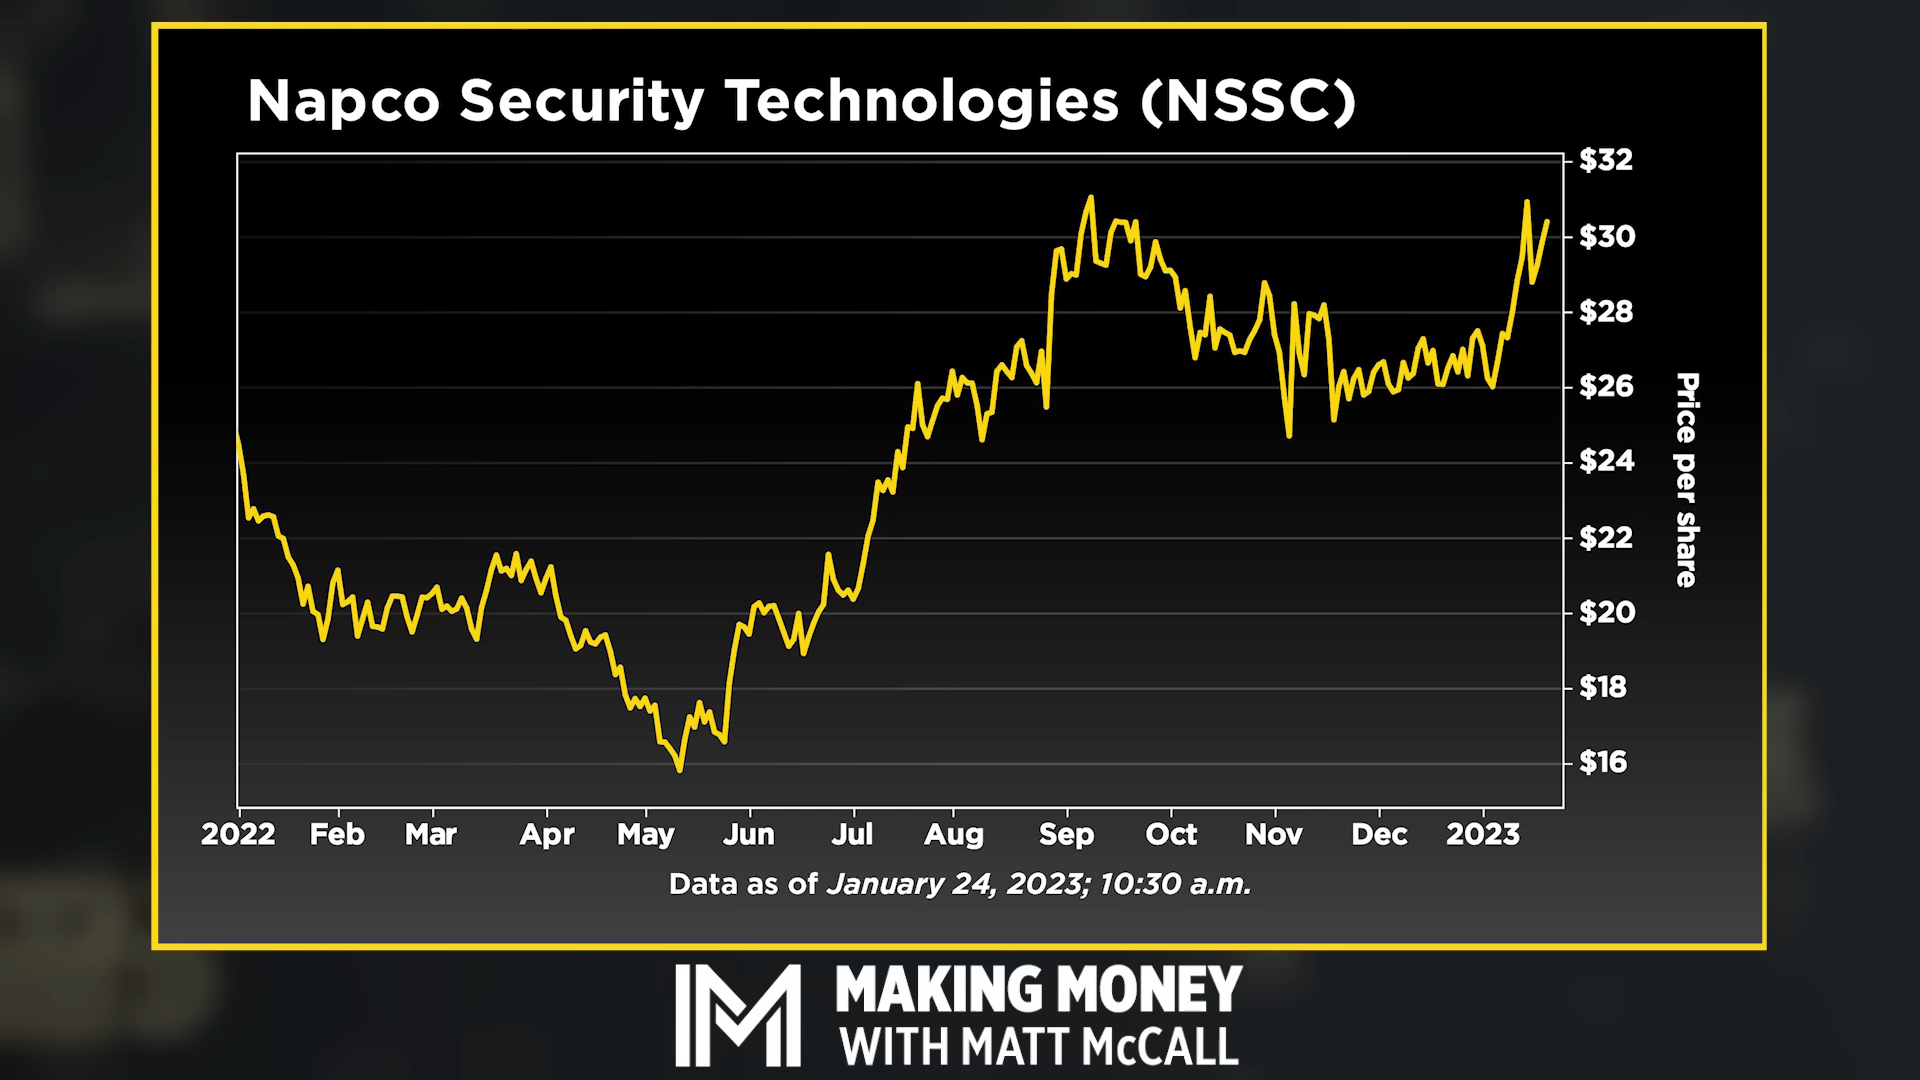 Napco Security Technologies (NSSC)
$32
$30
$28
$26
$24
$22
$20
$18
$16
Price per share
2022 Feb Mar Apr May Jun Jul Aug Sep Oct Nov Dec 2023
Data as of January 24, 2023; 10:30 a.m.
MAKING MONEY
WITH MATT McCALL